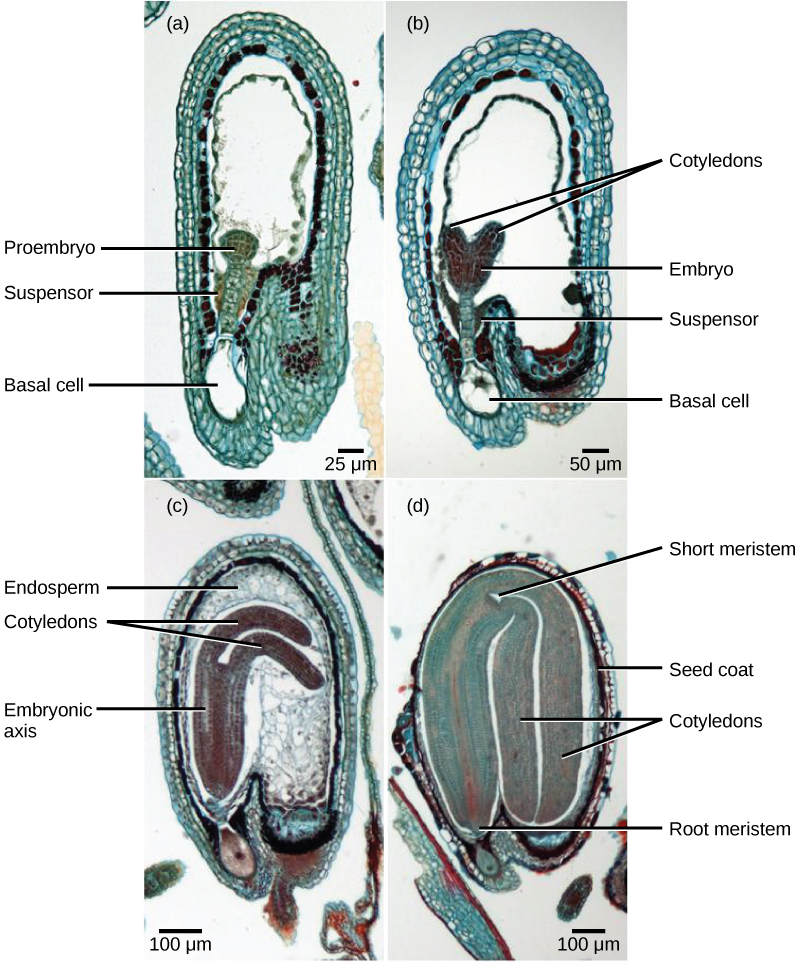 (a)
Proembryo
Suspensor
Basal cell
25 µm
(b)
Cotyledons
Embryo
Suspensor
Basal cell
50 µm
(c)
Endosperm
Cotyledons
Embryonic
axis
100 µm
(d)
Short meristem
Seed coat
Cotyledons
Root meristem
100 µm